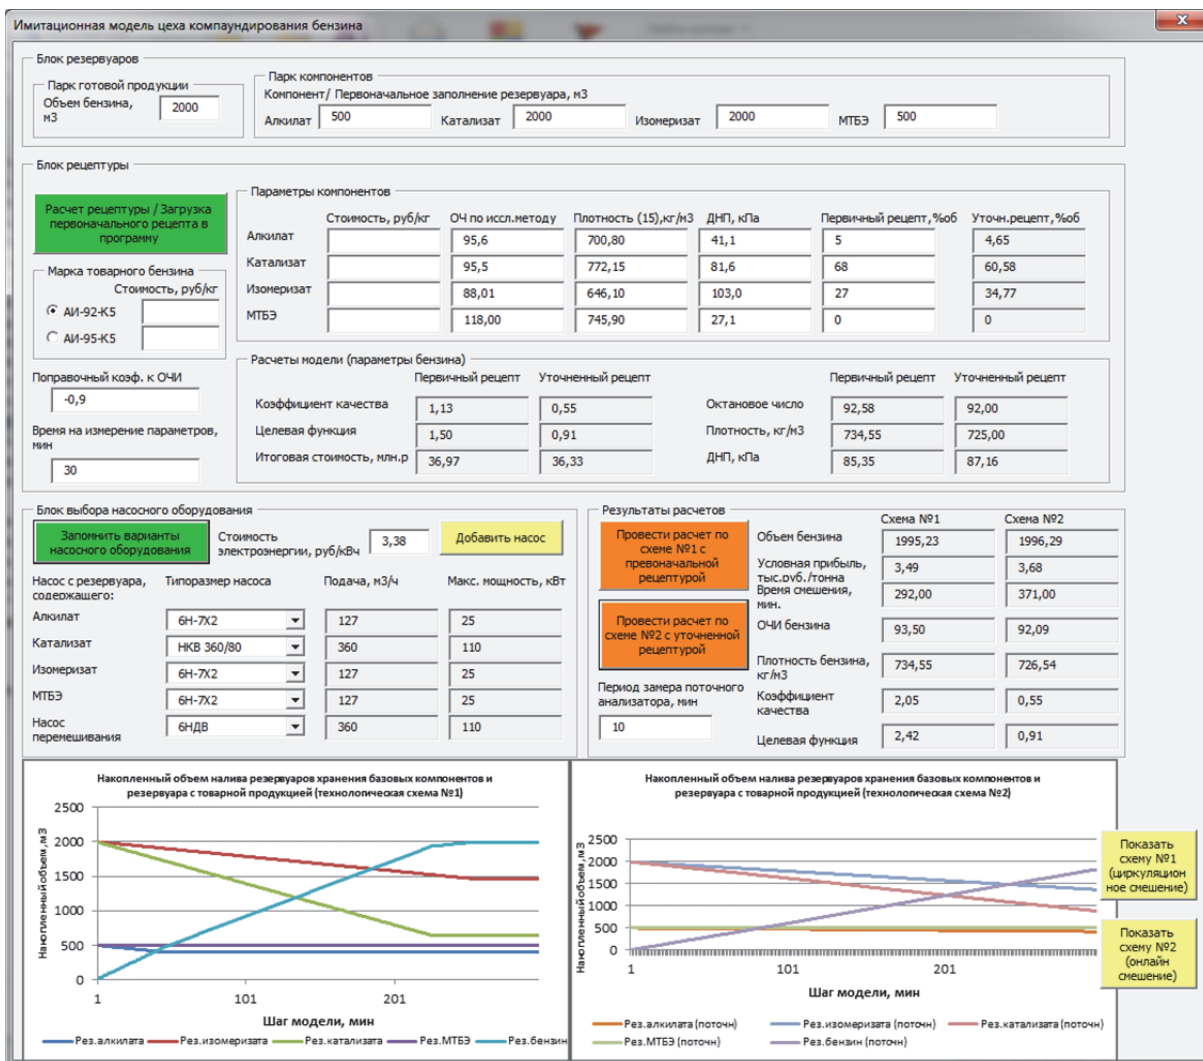 Имитационная модель цеха компаундирования бензина
x
Блок резервуаров
Парк готовой продукции
Объем бензина,
м3
2000
Парк компонентов
Компонент/ Первоначальное заполнение резервуара, м3
Алкилат 500 Катализат 2000 Изомеризат 2000 МТБЭ 500
Блок рецептуры
Расчет рецептуры / Загрузка
первоначального рецепта в
программу
Марка товарного бензина
Стоимость, руб/кг
АИ-92-К5
АИ-95-К5
Поправочный коэф. к ОЧИ
-0,9
Время на измерение параметров,
мин
30
Параметры компонентов
Стоимость, руб/кг ОЧ по иссл.методу Плотность (15),кг/м3 ДНП, кПа Первичный рецепт,%об Уточн.рецепт,%об
Алкилат 95,6 700,80 41,1 5 4,65
Катализат 95,5 772,15 81,6 68 60,58
Изомеризат 88,01 646,10 103,0 27 34,77
МТБЭ 118,00 745,90 27,1 0 0
Расчеты модели (параметры бензина)
Первичный рецепт Уточненный рецепт Первичный рецепт Уточненный рецепт
Коэффициент качества 1,13 0,55 Октановое число 92,58 92,00
Целевая функция 1,50 0,91 Плотность, кг/м3 734,55 725,00
Итоговая стоимость, млн.р 36,97 36,33 ДНП, кПа 85,35 87,16
Блок выбора насосного оборудования
Запомнить варианты
насосного оборудования
Стоимость
электроэнергии, руб/кВч
3,38
Добавить насос
Насос с резервуара,
содержащего:
Типоразмер насоса Подача, м3/ч Макс. мощность, кВт
Алкилат 6Н-7Х2 127 25
Катализат НКВ 360/80 360 110
Изомеризат 6Н-7Х2 127 25
МТБЭ 6Н-7Х2 127 25
Насос
перемешивания
6НДВ 360 110
Результаты расчетов
Провести расчет по
схеме №1 с
превоначальной
рецептурой
Провести расчет по
схеме №2 с уточненной
рецептурой
Период замера поточного
анализатора, мин
10
Схема №1 Схема №2
Объем бензина 1995,23 1996,29
Условная прибыль,
тыс.руб./тонна
3,49 3,68
Время смешения,
мин.
292,00 371,00
ОЧИ бензина 93,50 92,09
Плотность бензина,
кг/м3
734,55 726,54
Коэффициент
качества
2,05 0,55
Целевая функция 2,42 0,91
Накопленный объем налива резервуаров хранения базовых компонентов и
резервуара с товарной продукцией (технологическая схема №1)
Накопленный объем, м3
2500
2000
1500
1000
500
0
1 101 201
Шаг модели, мин
Рез.алкилата Рез.изомеризата Рез.катализата Рез.МТБЭ Рез.бензин
Накопленный объем налива резервуаров хранения базовых компонентов и
резервуара с товарной продукцией (технологическая схема №2)
Накопленный объем, м3
2500
2000
1500
1000
500
0
1 101 201
Шаг модели, мин
Рез.алкилата (поточн) Рез.изомеризата (поточн) Рез.катализата (поточн)
Рез.МТБЭ (поточн) Рез.бензин (поточн)
Показать
схему №1
(циркуляцион
ное смешение)
Показать
схему №2
(онлайн
смешение)